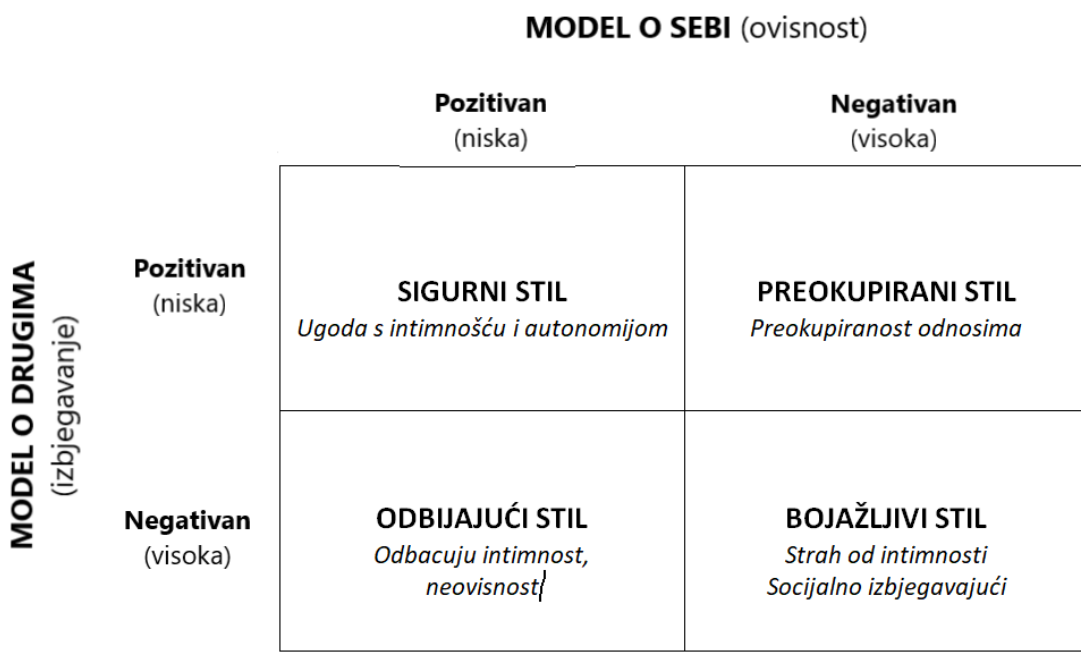 MODEL O SEBI (ovisnost)
Pozitivan
(niska)
Negativan
(visoka)
MODEL O DRUGIMA
(izbjegavanje)
Pozitivan
(niska)
SIGURNI STIL
Ugoda s intimnošću i autonomijom
PREOKUPIRANI STIL
Preokupiranost odnosima
Negativan
(visoka)
ODBIJAJUĆI STIL
Odbacuju intimnost,
neovisnost
BOJAŽLJIVI STIL
Strah od intimnosti
Socijalno izbjegavajući